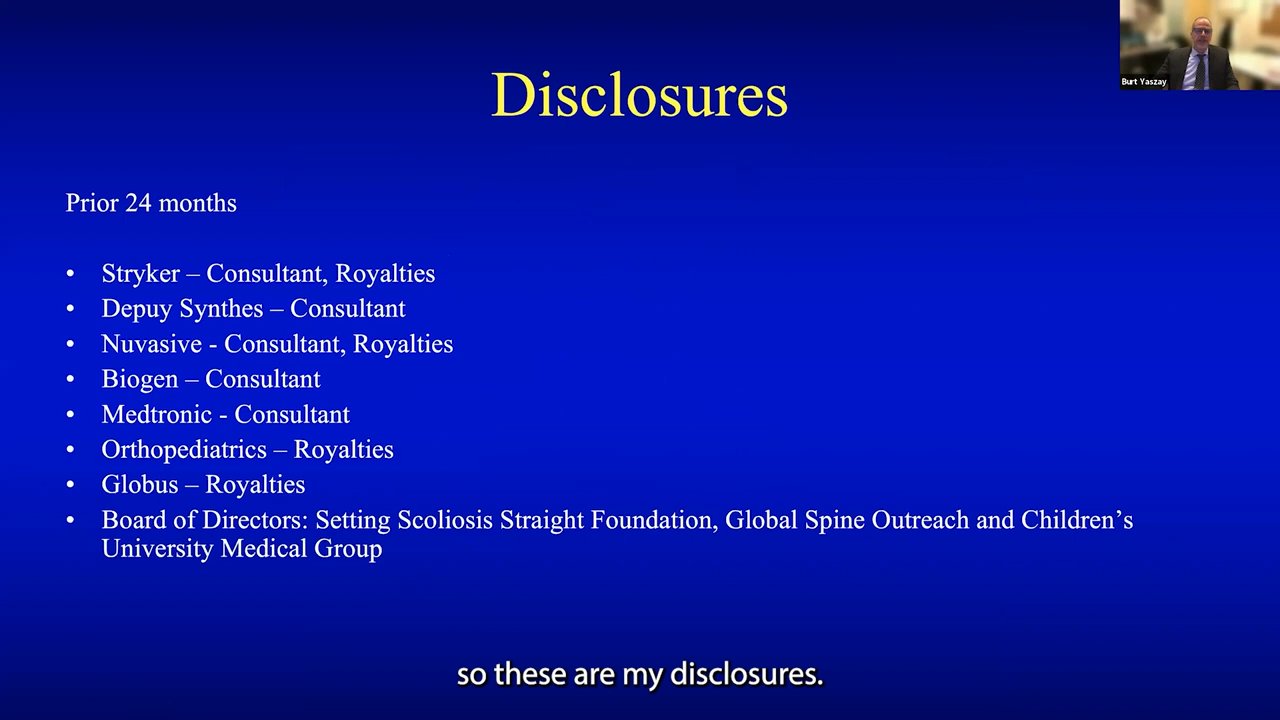 Disclosures
Burt Yaszay
Prior 24 months
• Stryker – Consultant, Royalties
• Depuy Synthes – Consultant
• Nuvasive - Consultant, Royalties
• Biogen – Consultant
• Medtronic - Consultant
• Orthopediatrics – Royalties
• Globus – Royalties
• Board of Directors: Setting Scoliosis Straight Foundation, Global Spine Outreach and Children’s
University Medical Group
so these are my disclosures.